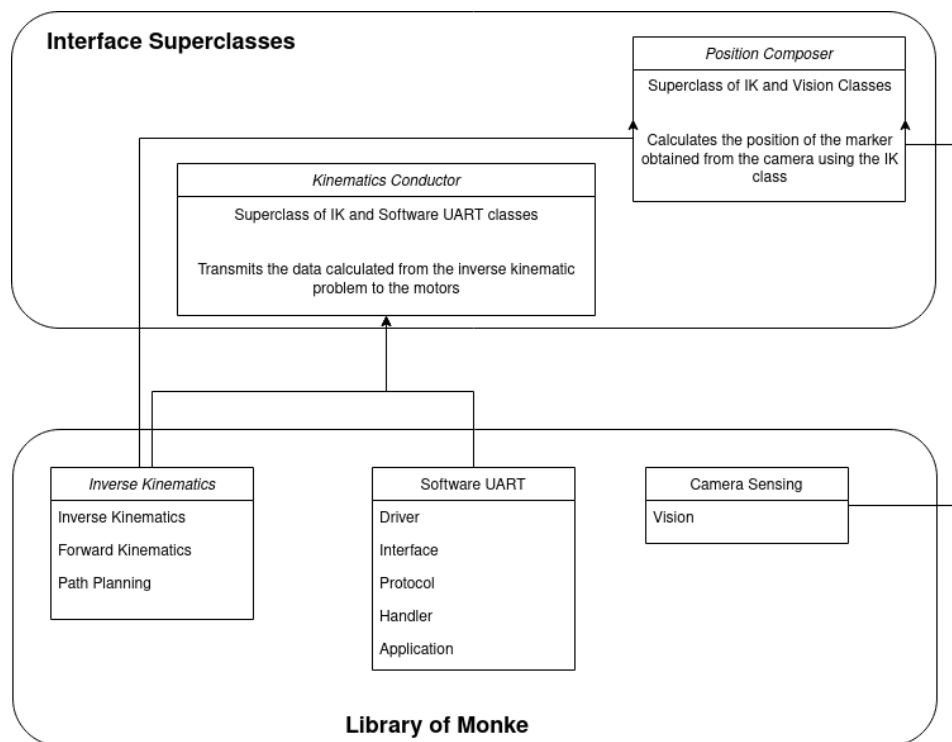 Interface Superclasses
Position Composer
Superclass of IK and Vision Classes
Calculates the position of the marker
obtained from the camera using the IK
class
Kinematics Conductor
Superclass of IK and Software UART classes
Transmits the data calculated from the inverse kinematic
problem to the motors
Inverse Kinematics
Inverse Kinematics
Forward Kinematics
Path Planning
Software UART
Driver
Interface
Protocol
Handler
Application
Camera Sensing
Vision
Library of Monke